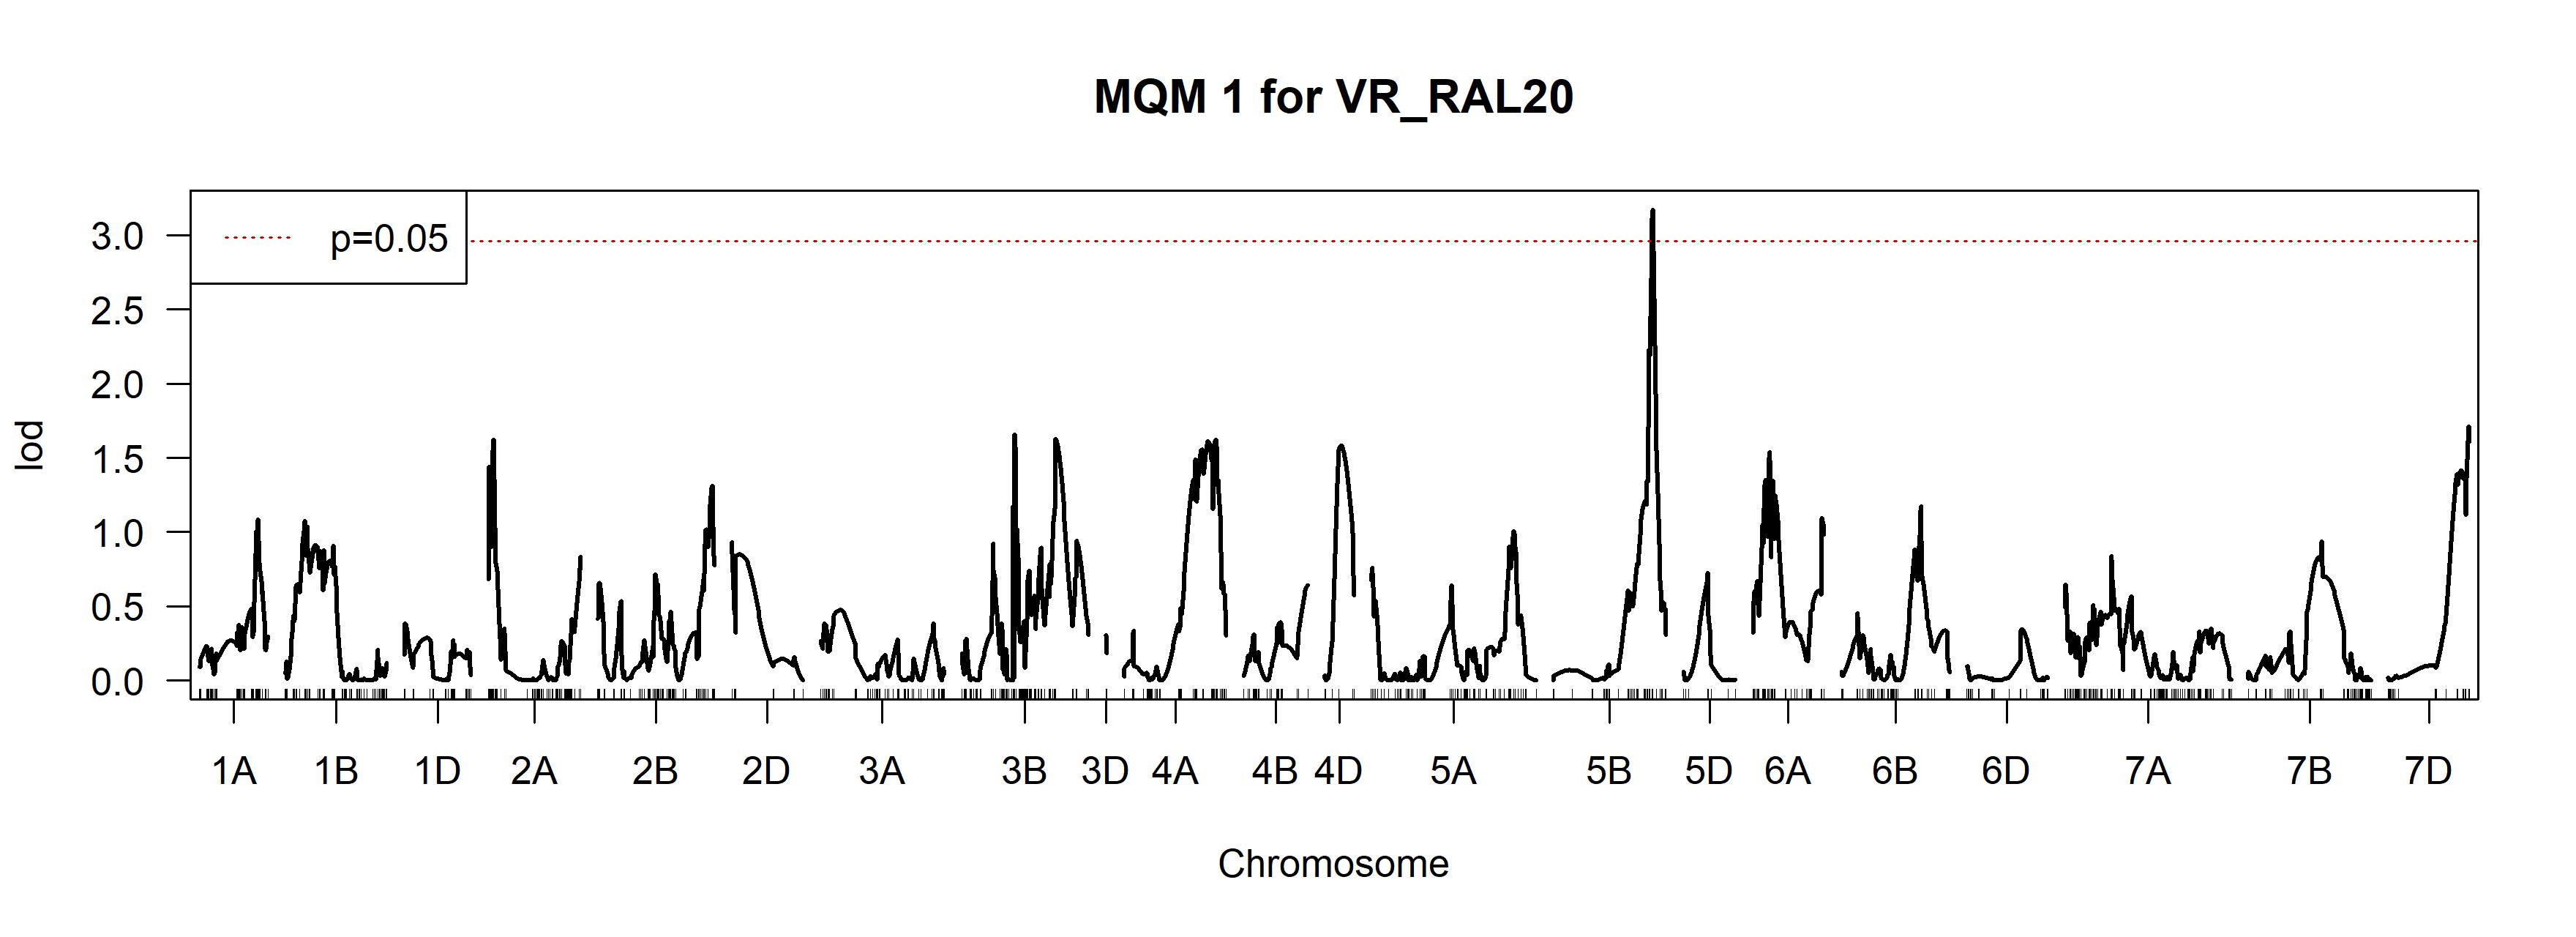 MQM 1 for VR_RAL20
p=0.05
3.0
2.5
2.0
1.5
1.0
0.5
0.0
lod
1A 1B 1D 2A 2B 2D 3A 3B 3D 4A 4B 4D 5A 5B 5D 6A 6B 6D 7A 7B 7D
Chromosome